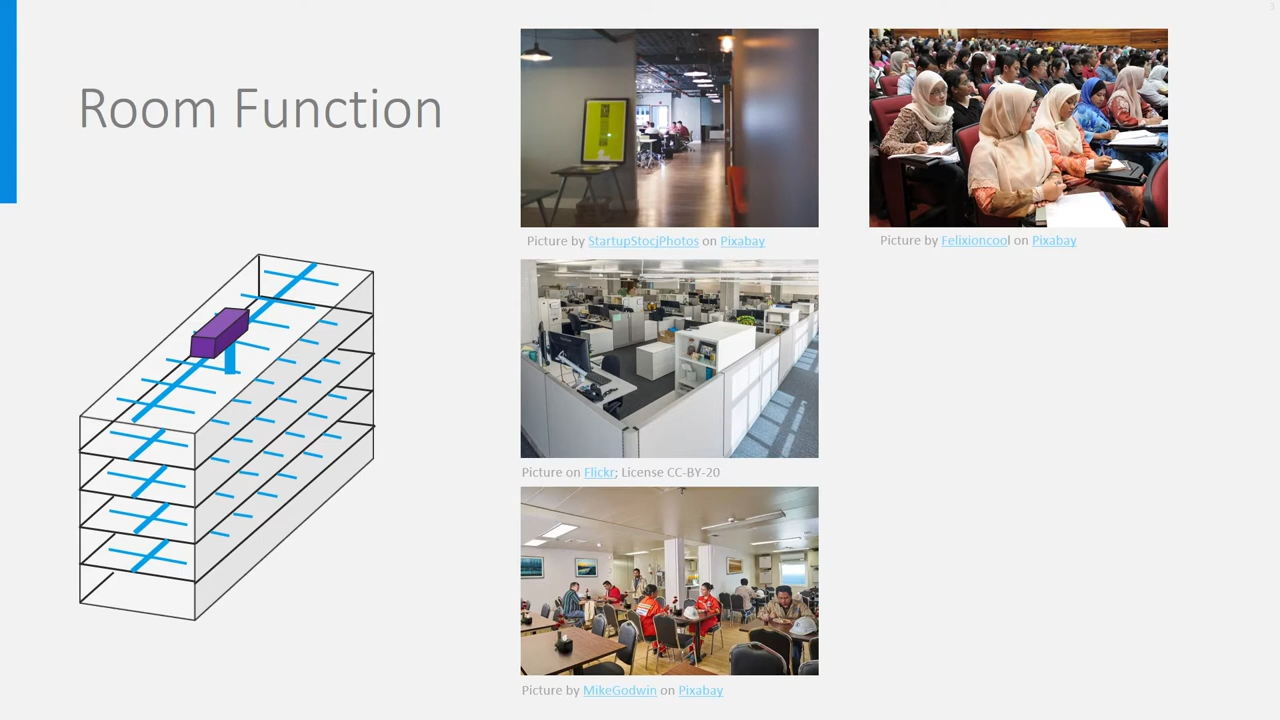 3
Room Function
Picture by StartupStocjPhotos on Pixabay
Picture by Felixioncool on Pixabay
Picture on Flickr; License CC-BY-20
Picture by MikeGodwin on Pixabay